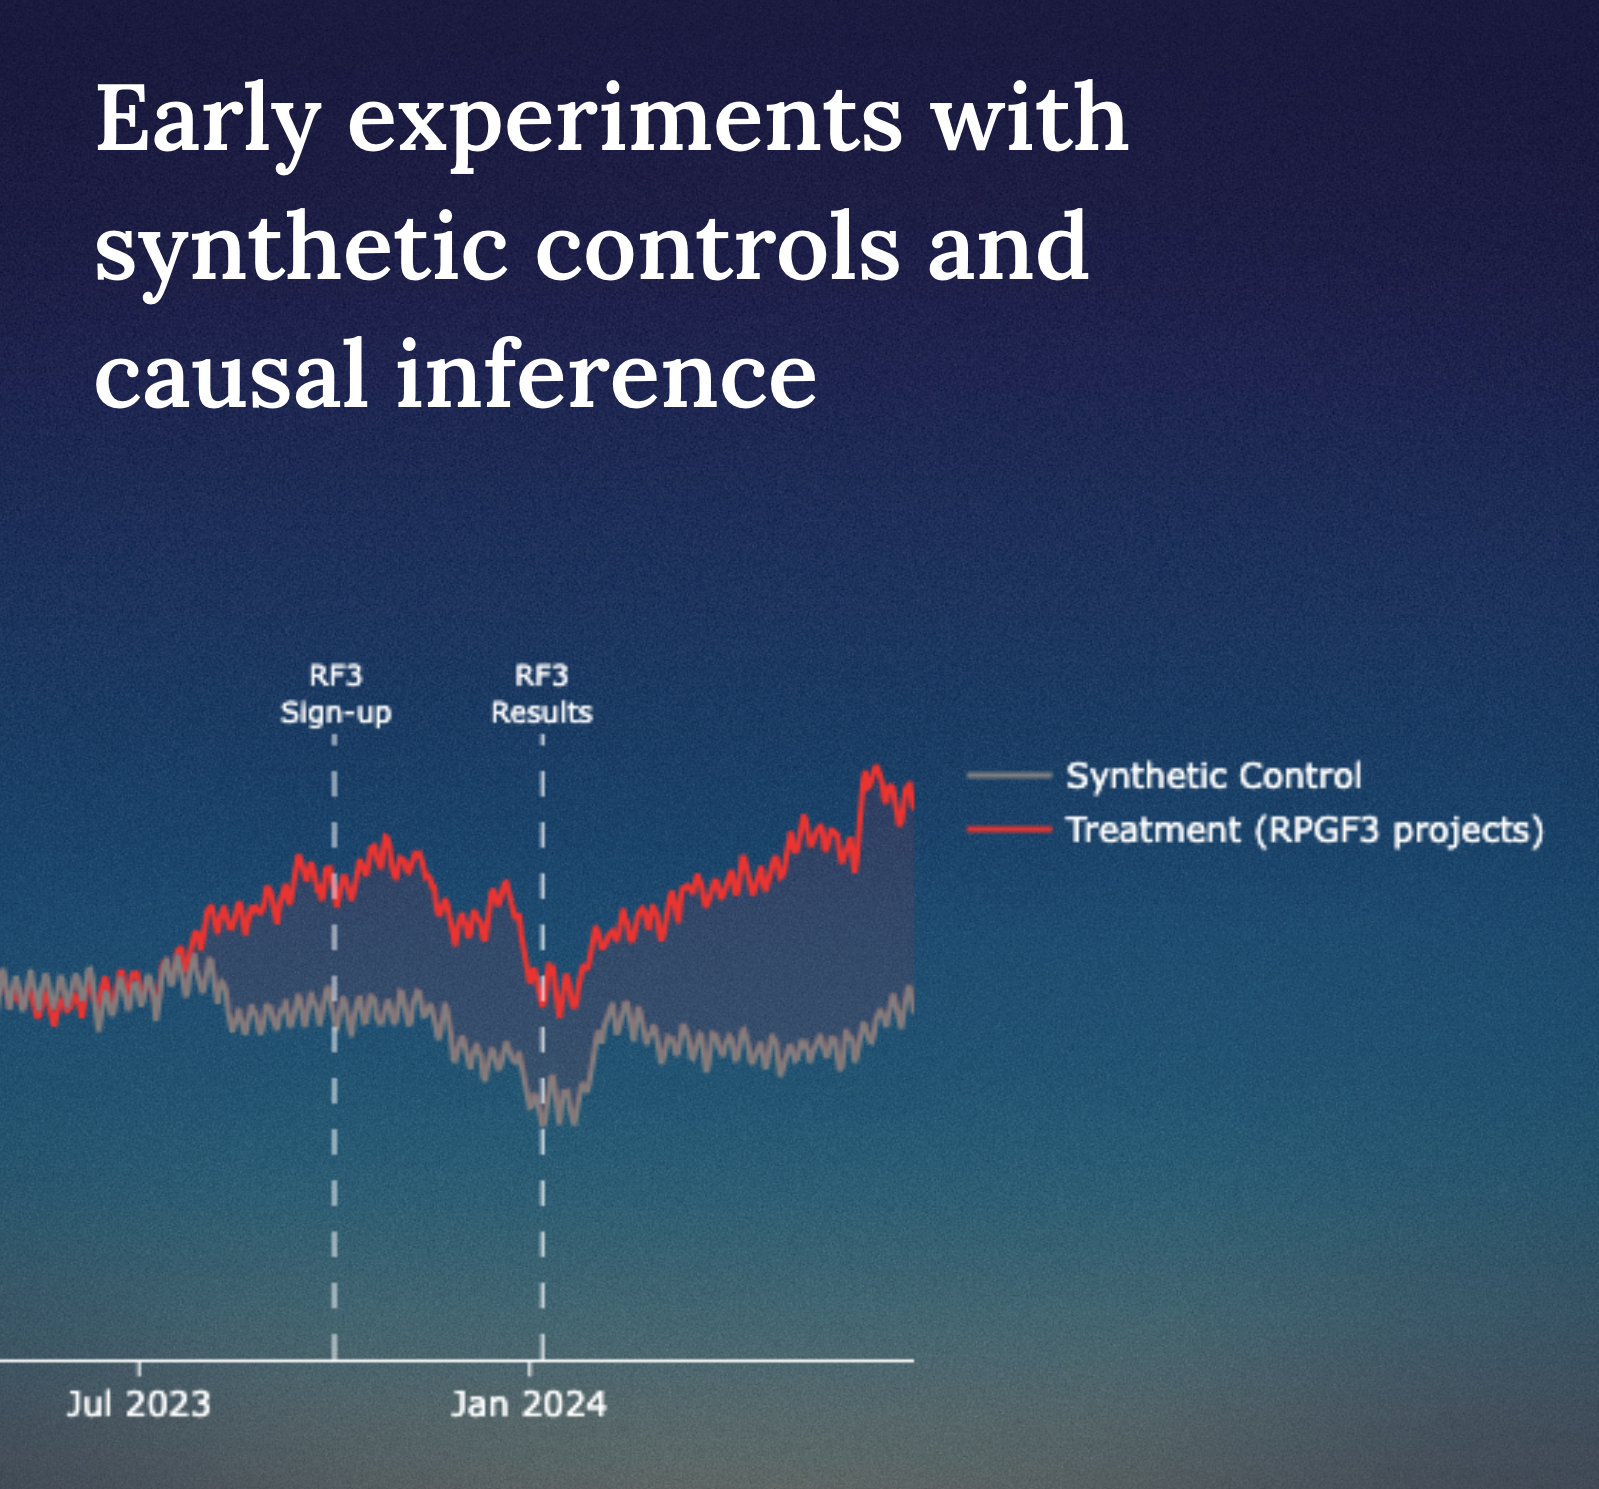 Early experiments with
synthetic controls and
causal inference
RF3
Sign-up
RF3
Results
Synthetic Control
Treatment (RPGF3 projects)
Jul 2023
Jan 2024